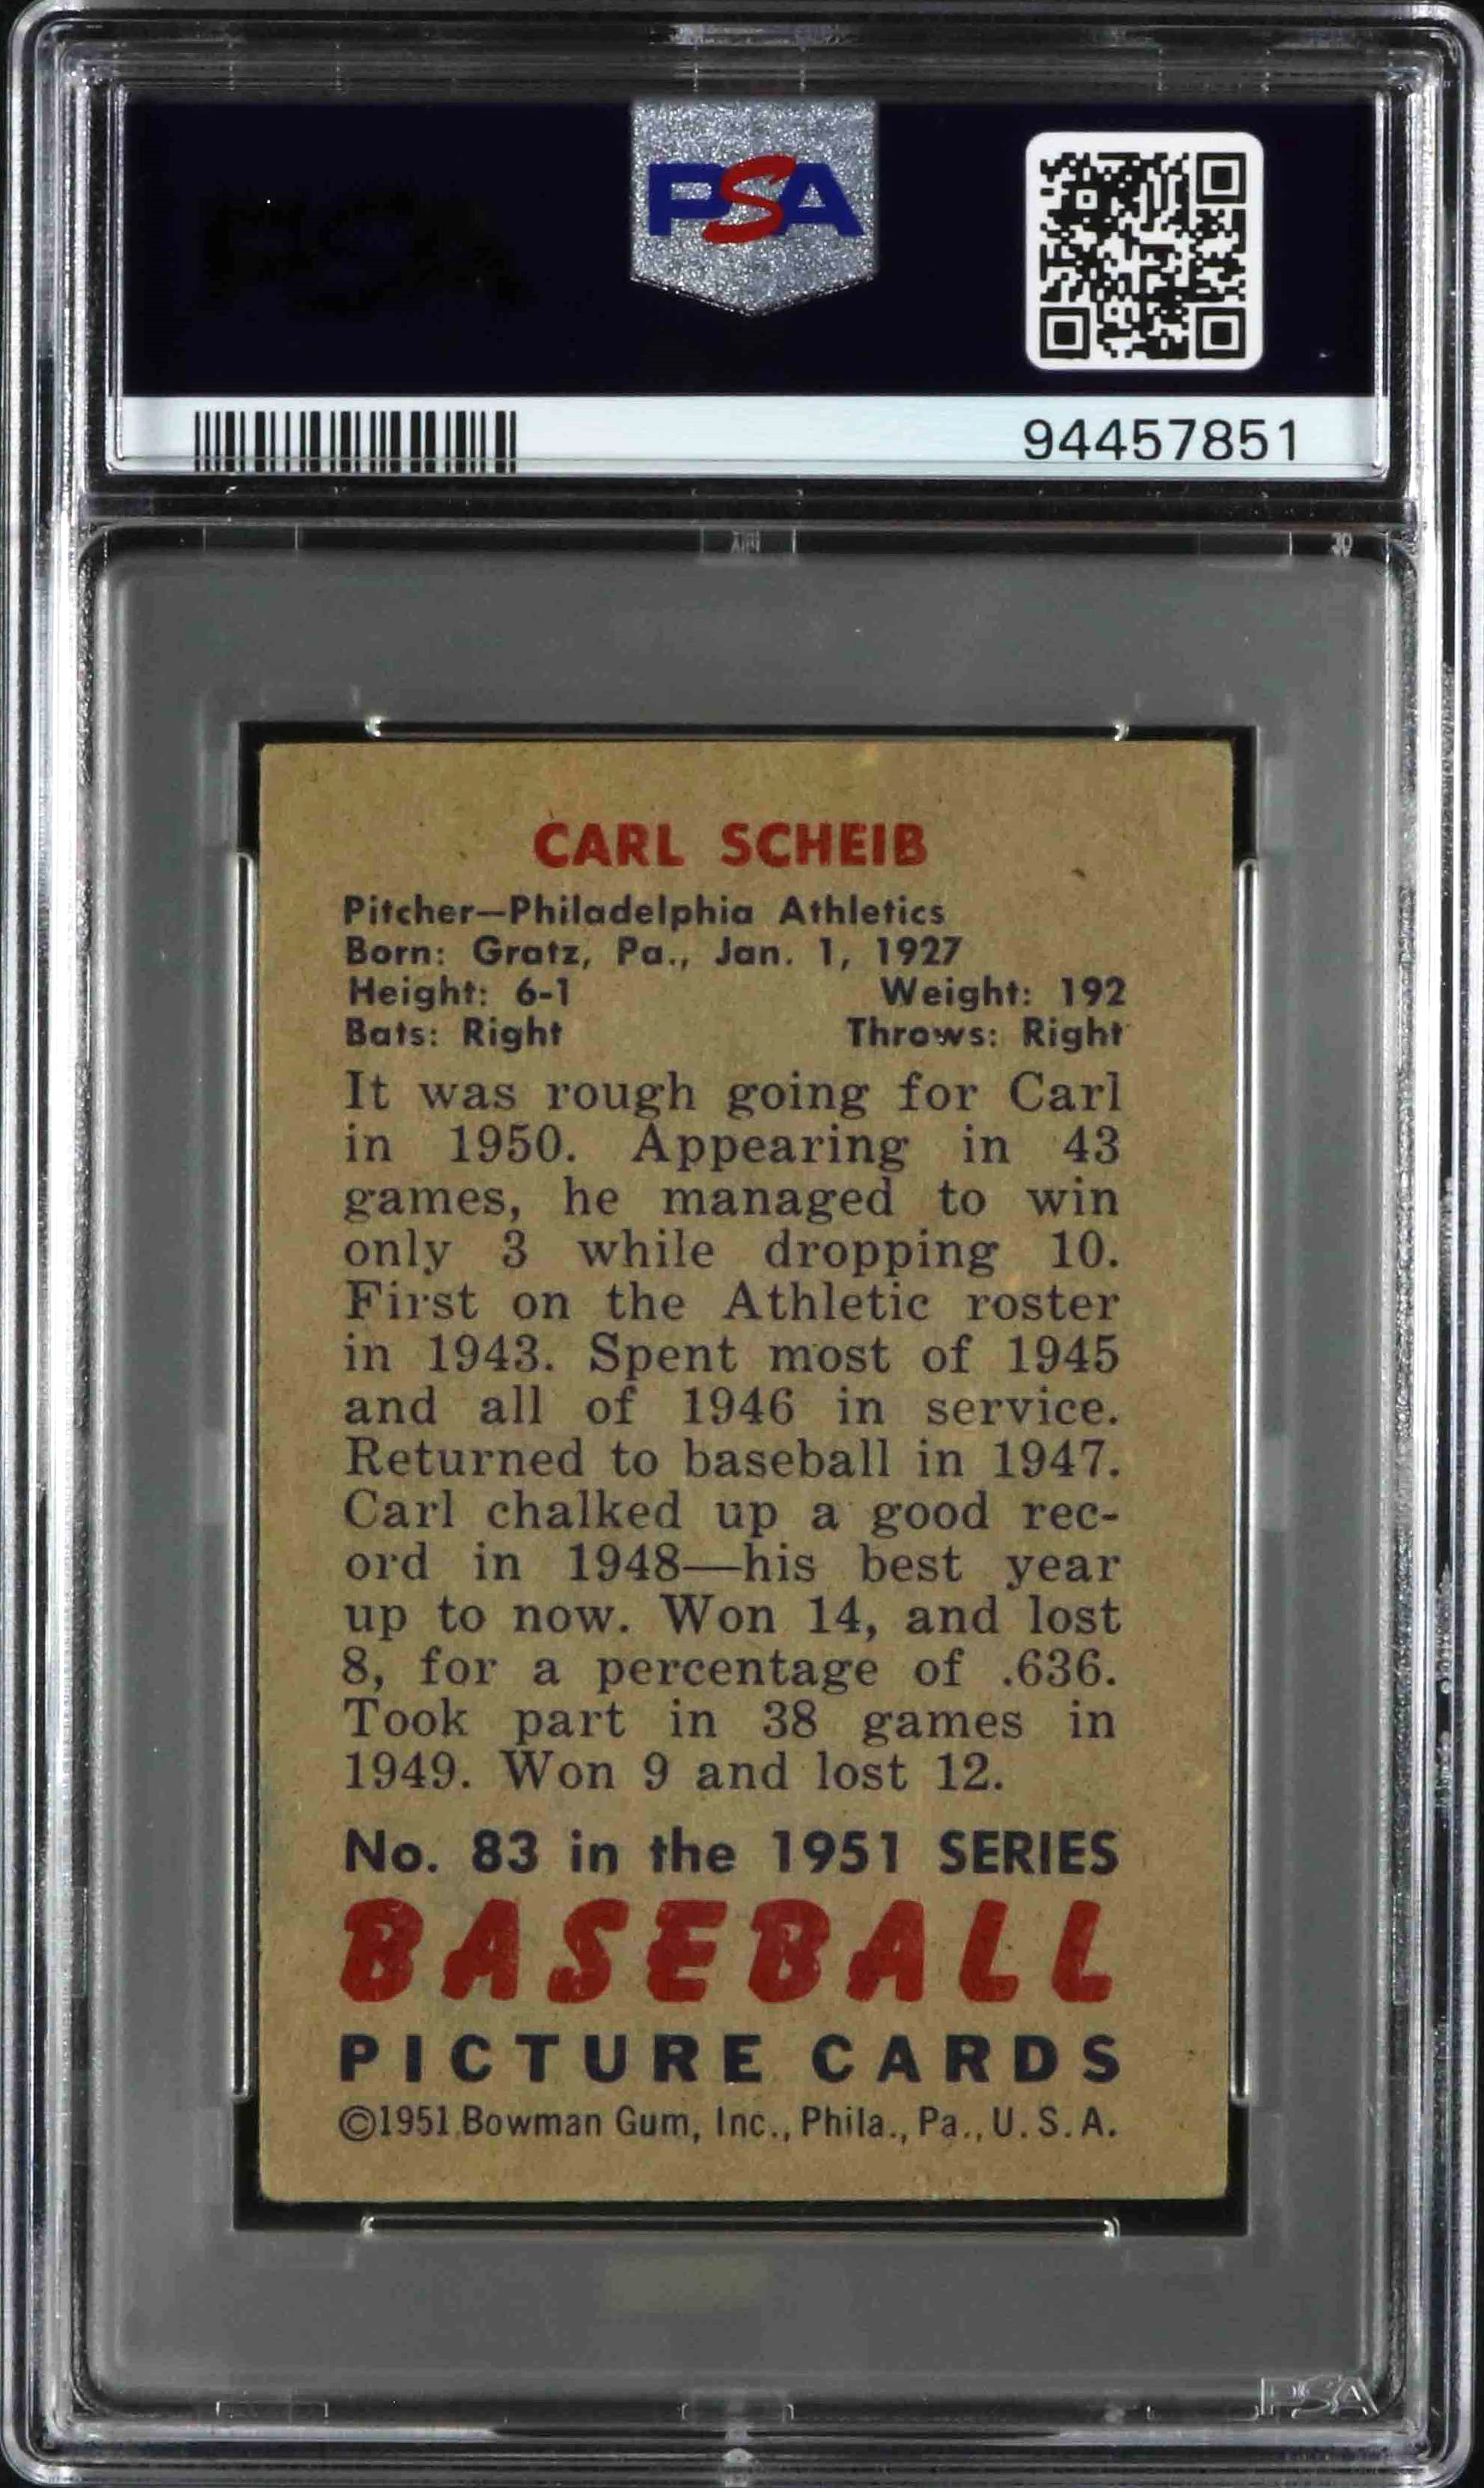 PSA
94457851
CARL SCHEIB
Pitcher—Philadelphia Athletics
Born: Gratz, Pa., Jan. 1, 1927
Height: 6-1 Weight: 192
Bats: Right Throws: Right
It was rough going for Carl
in 1950. Appearing in 43
games, he managed to win
only 3 while dropping 10.
First on the Athletic roster
in 1943. Spent most of 1945
and all of 1946 in service.
Returned to baseball in 1947.
Carl chalked up a good rec-
ord in 1948—his best year
up to now. Won 14, and lost
8, for a percentage of .636.
Took part in 38 games in
1949. Won 9 and lost 12.
No. 83 in the 1951 SERIES
BASEBALL
PICTURE CARDS
©1951 Bowman Gum, Inc., Phila., Pa., U.S.A.
PSA